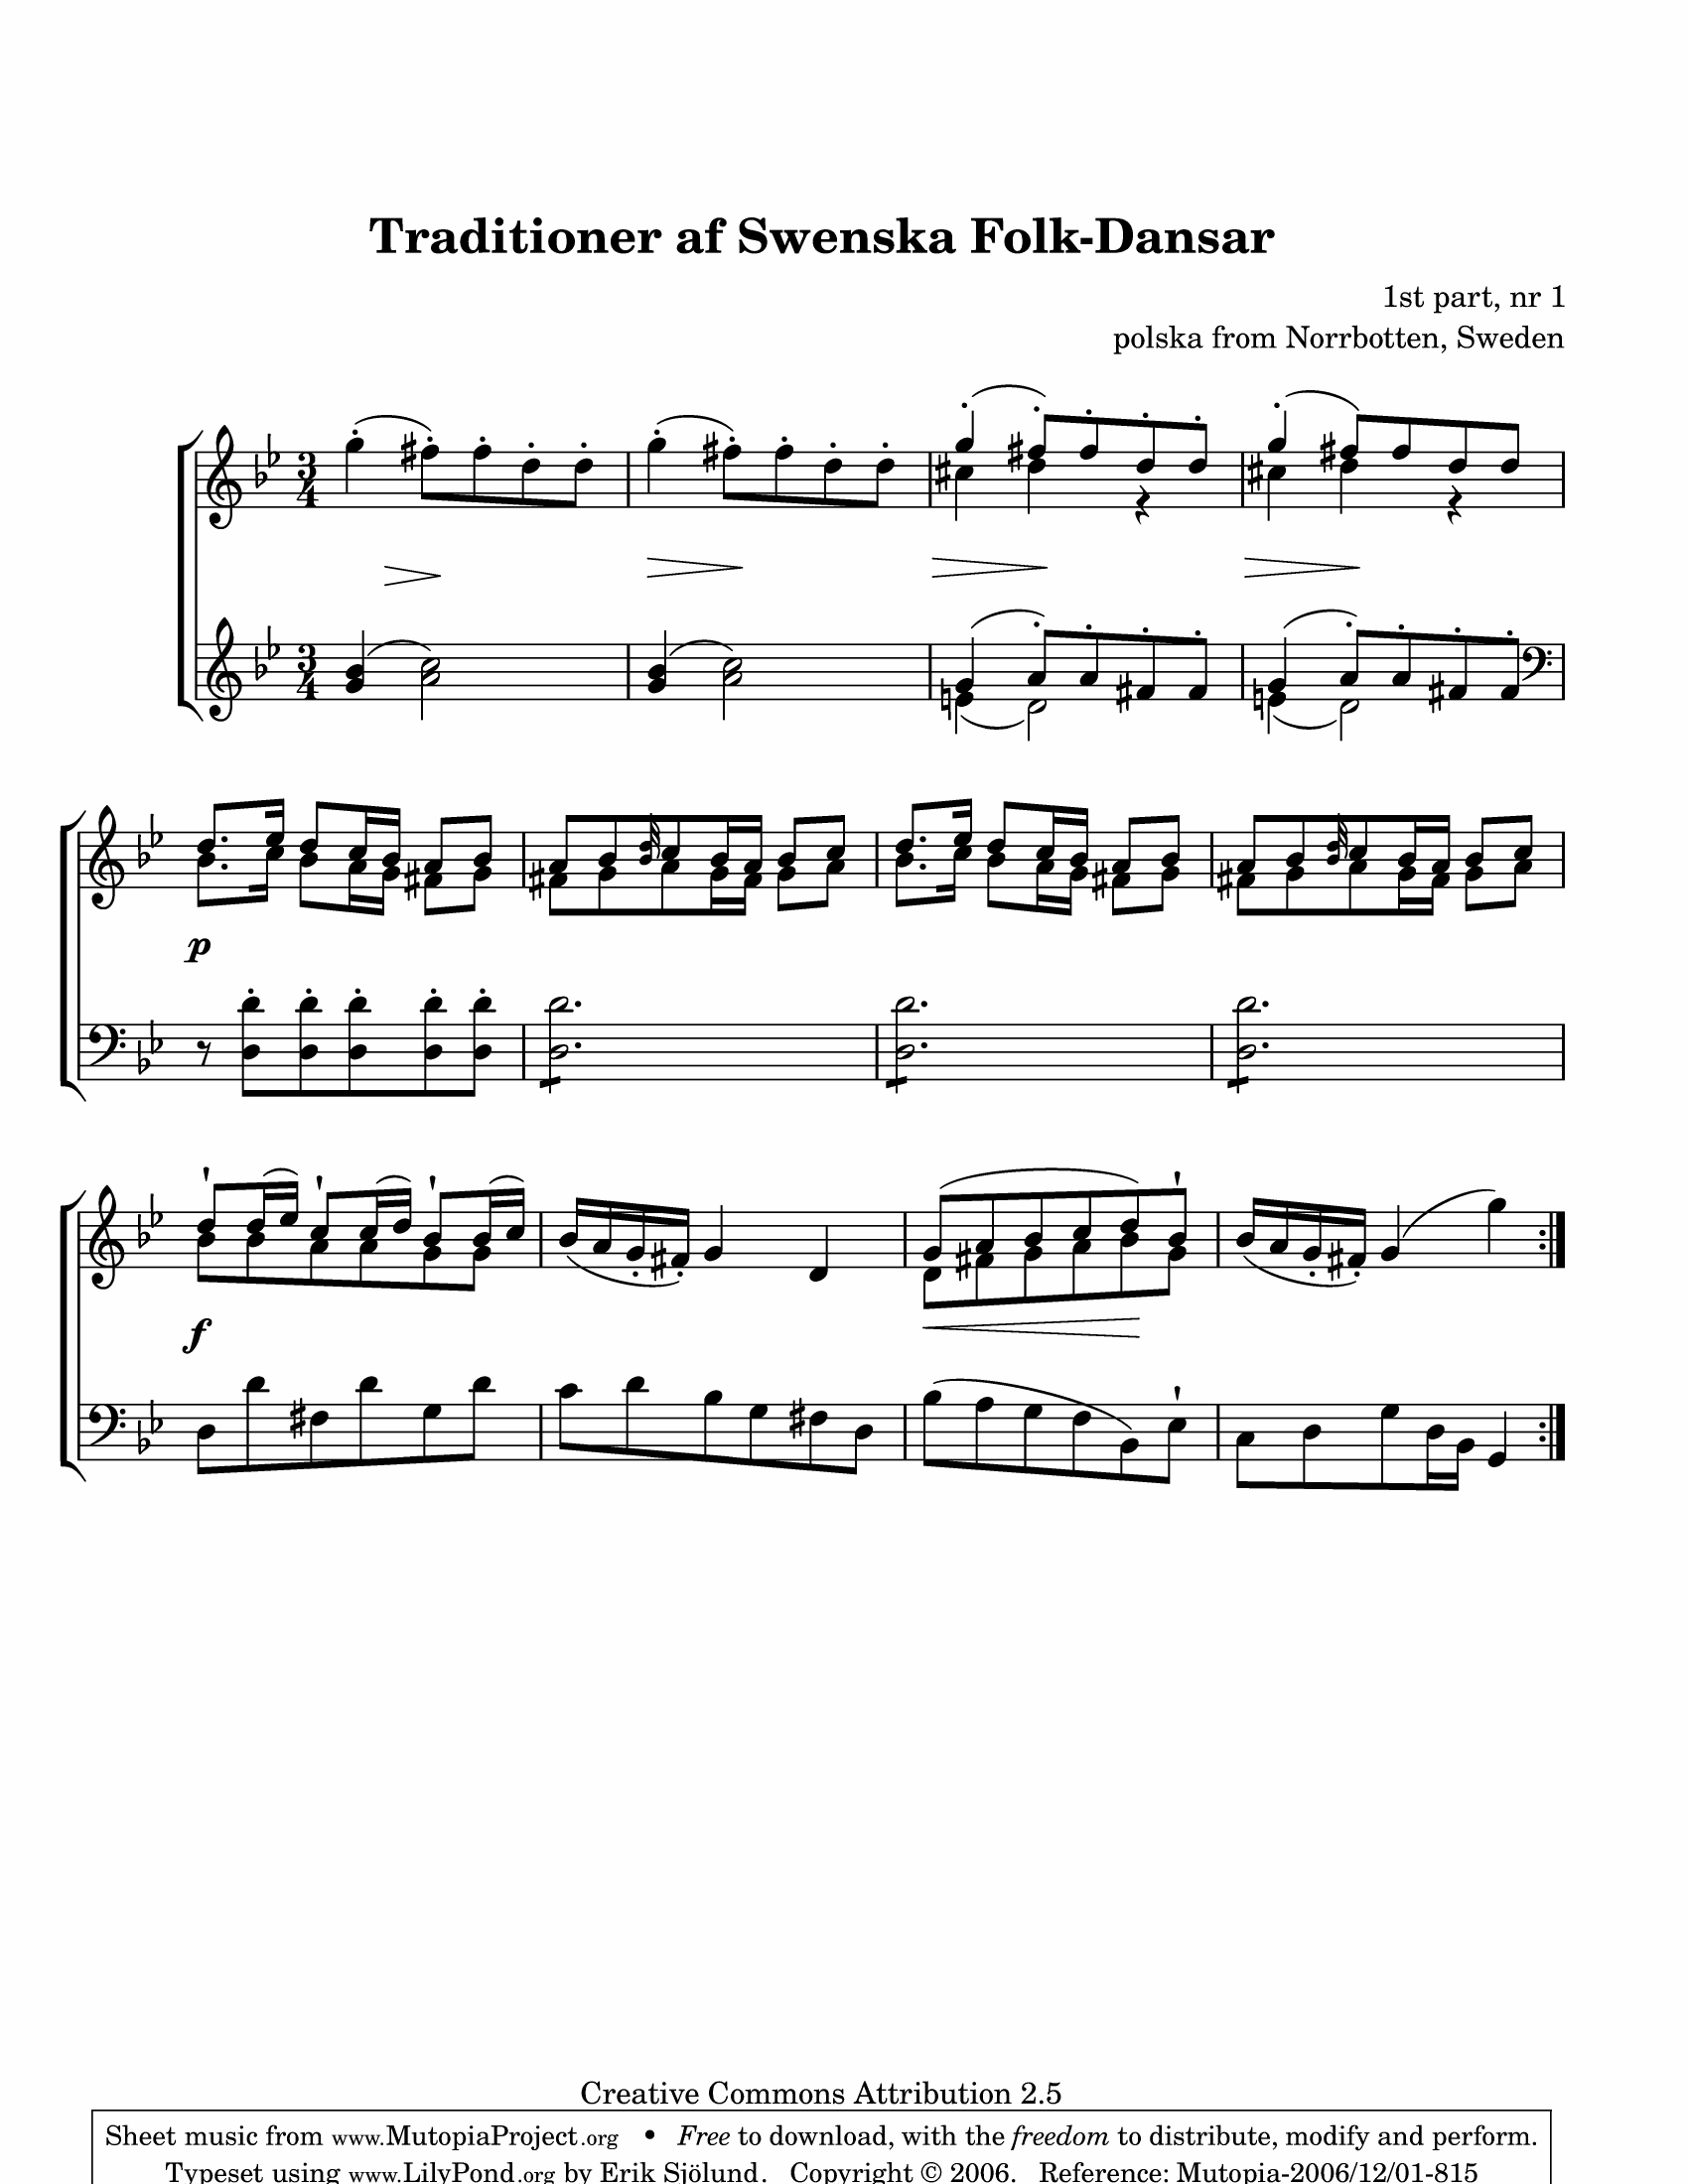 Traditioner af Swenska Folk-Dansar
1st part, nr 1
polska from Norrbotten, Sweden
3
4
3
4
p
f
Creative Commons Attribution 2.5
Sheet music from www.MutopiaProject.org • Free to download, with the freedom to distribute, modify and perform.
Typeset using www.LilyPond.org by Erik Sjölund. Copyright © 2006. Reference: Mutopia-2006/12/01-815